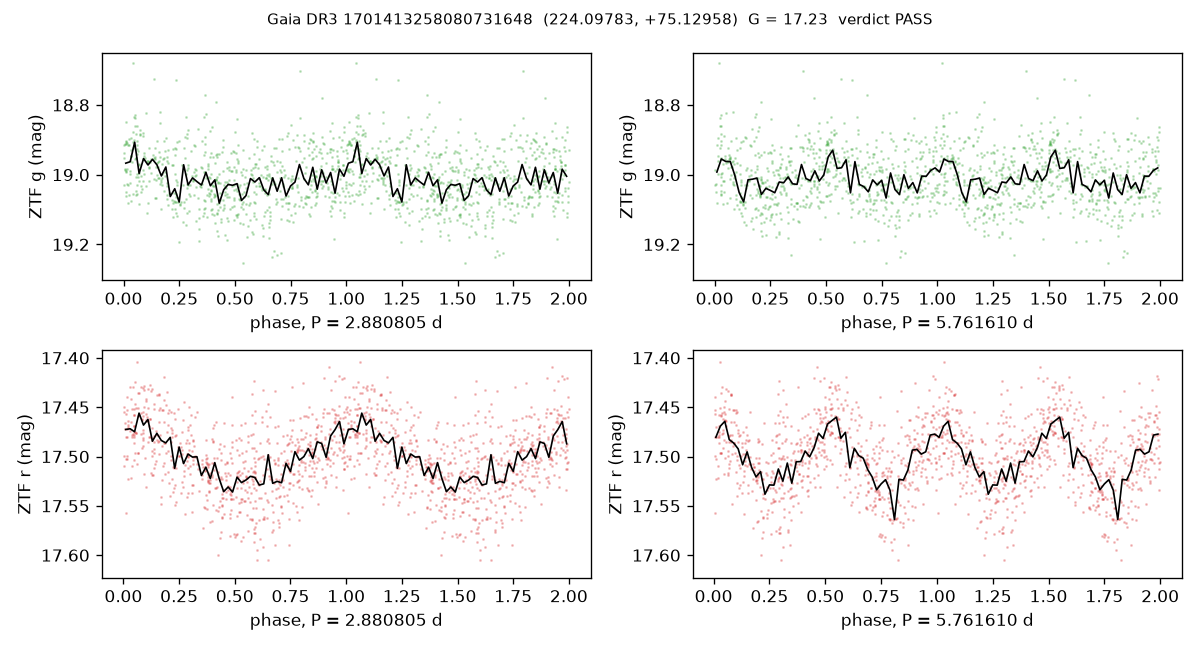 Gaia DR3 1701413258080731648  (224.09783, +75.12958)  G = 17.23  verdict PASS
ZTF g (mag)
18.8
19.0
19.2
0.00 0.25 0.50 0.75 1.00 1.25 1.50 1.75 2.00
phase, P = 2.880805 d
ZTF g (mag)
18.8
19.0
19.2
0.00 0.25 0.50 0.75 1.00 1.25 1.50 1.75 2.00
phase, P = 5.761610 d
ZTF r (mag)
17.40
17.45
17.50
17.55
17.60
0.00 0.25 0.50 0.75 1.00 1.25 1.50 1.75 2.00
phase, P = 2.880805 d
ZTF r (mag)
17.40
17.45
17.50
17.55
17.60
0.00 0.25 0.50 0.75 1.00 1.25 1.50 1.75 2.00
phase, P = 5.761610 d